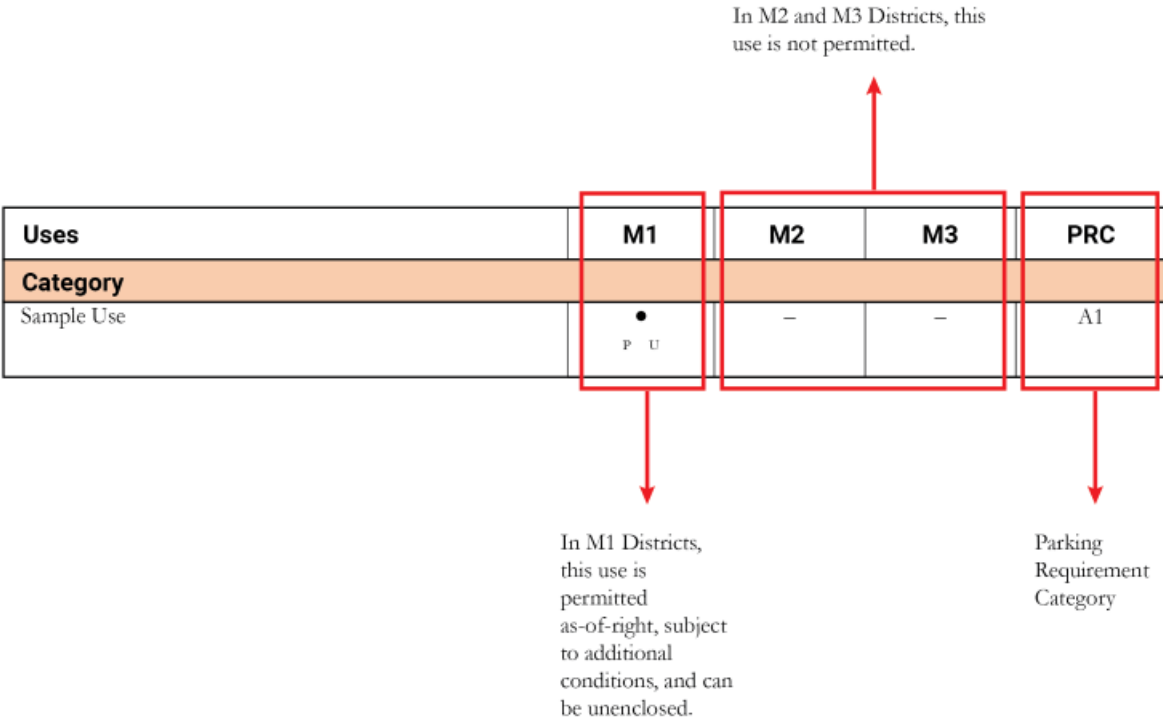 In M2 and M3 Districts, this
use is not permitted.
Uses M1 M2 M3 PRC
Category
Sample Use ● – – A1
P U
In M1 Districts,
this use is
permitted
as-of-right, subject
to additional
conditions, and can
be unenclosed.
Parking
Requirement
Category